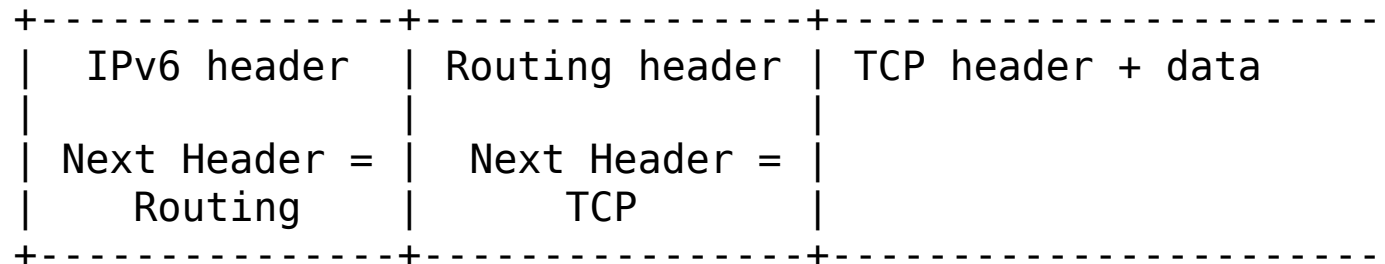 +---------------+----------------+------------------------
|  IPv6 header  | Routing header | TCP header + data
|               |                |
| Next Header = |  Next Header = |
|    Routing    |      TCP       |
+---------------+----------------+------------------------